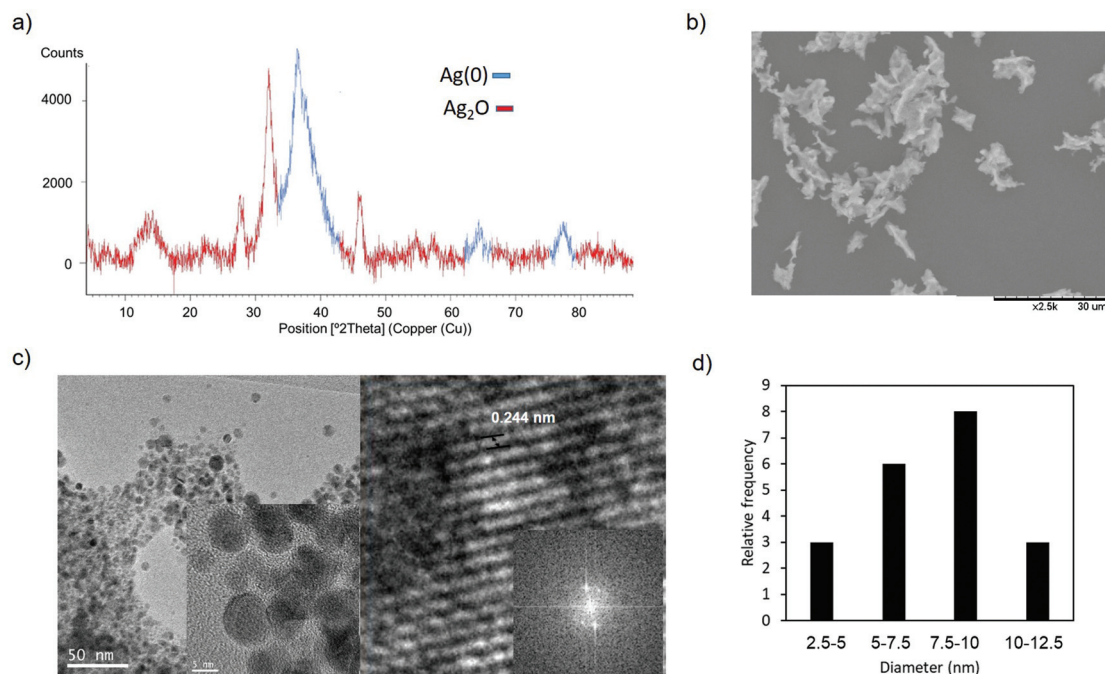 a)
Counts
4000
2000
0
Ag(0)
Ag₂O
10 20 30 40 50 60 70 80
Position [°2Theta] (Copper (Cu))
b)
x2.5k 30 um
c)
50 nm
5 nm
0.244 nm
d)
Relative frequency
9
8
7
6
5
4
3
2
1
0
2.5-5 5-7.5 7.5-10 10-12.5
Diameter (nm)